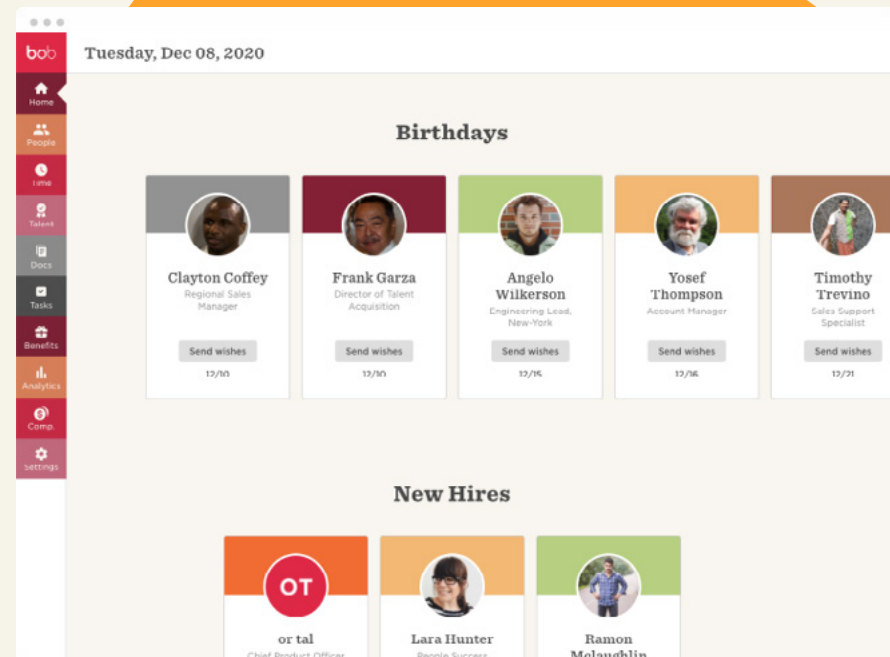 bob
Tuesday, Dec 08, 2020
Home
People
Time
Talent
Docs
Tasks
Benefits
Analytics
Comp.
Settings
Birthdays
Clayton Coffey
Regional Sales
Manager
Send wishes
12/10
Frank Garza
Director of Talent
Acquisition
Send wishes
12/10
Angelo
Wilkerson
Engineering Lead,
New-York
Send wishes
12/15
Yosef
Thompson
Account Manager
Send wishes
12/16
Timothy
Trevino
Sales Support
Specialist
Send wishes
12/21
New Hires
OT
or tal
Chief Product Officer
Lara Hunter
People Success
Ramon
Mclaughlin